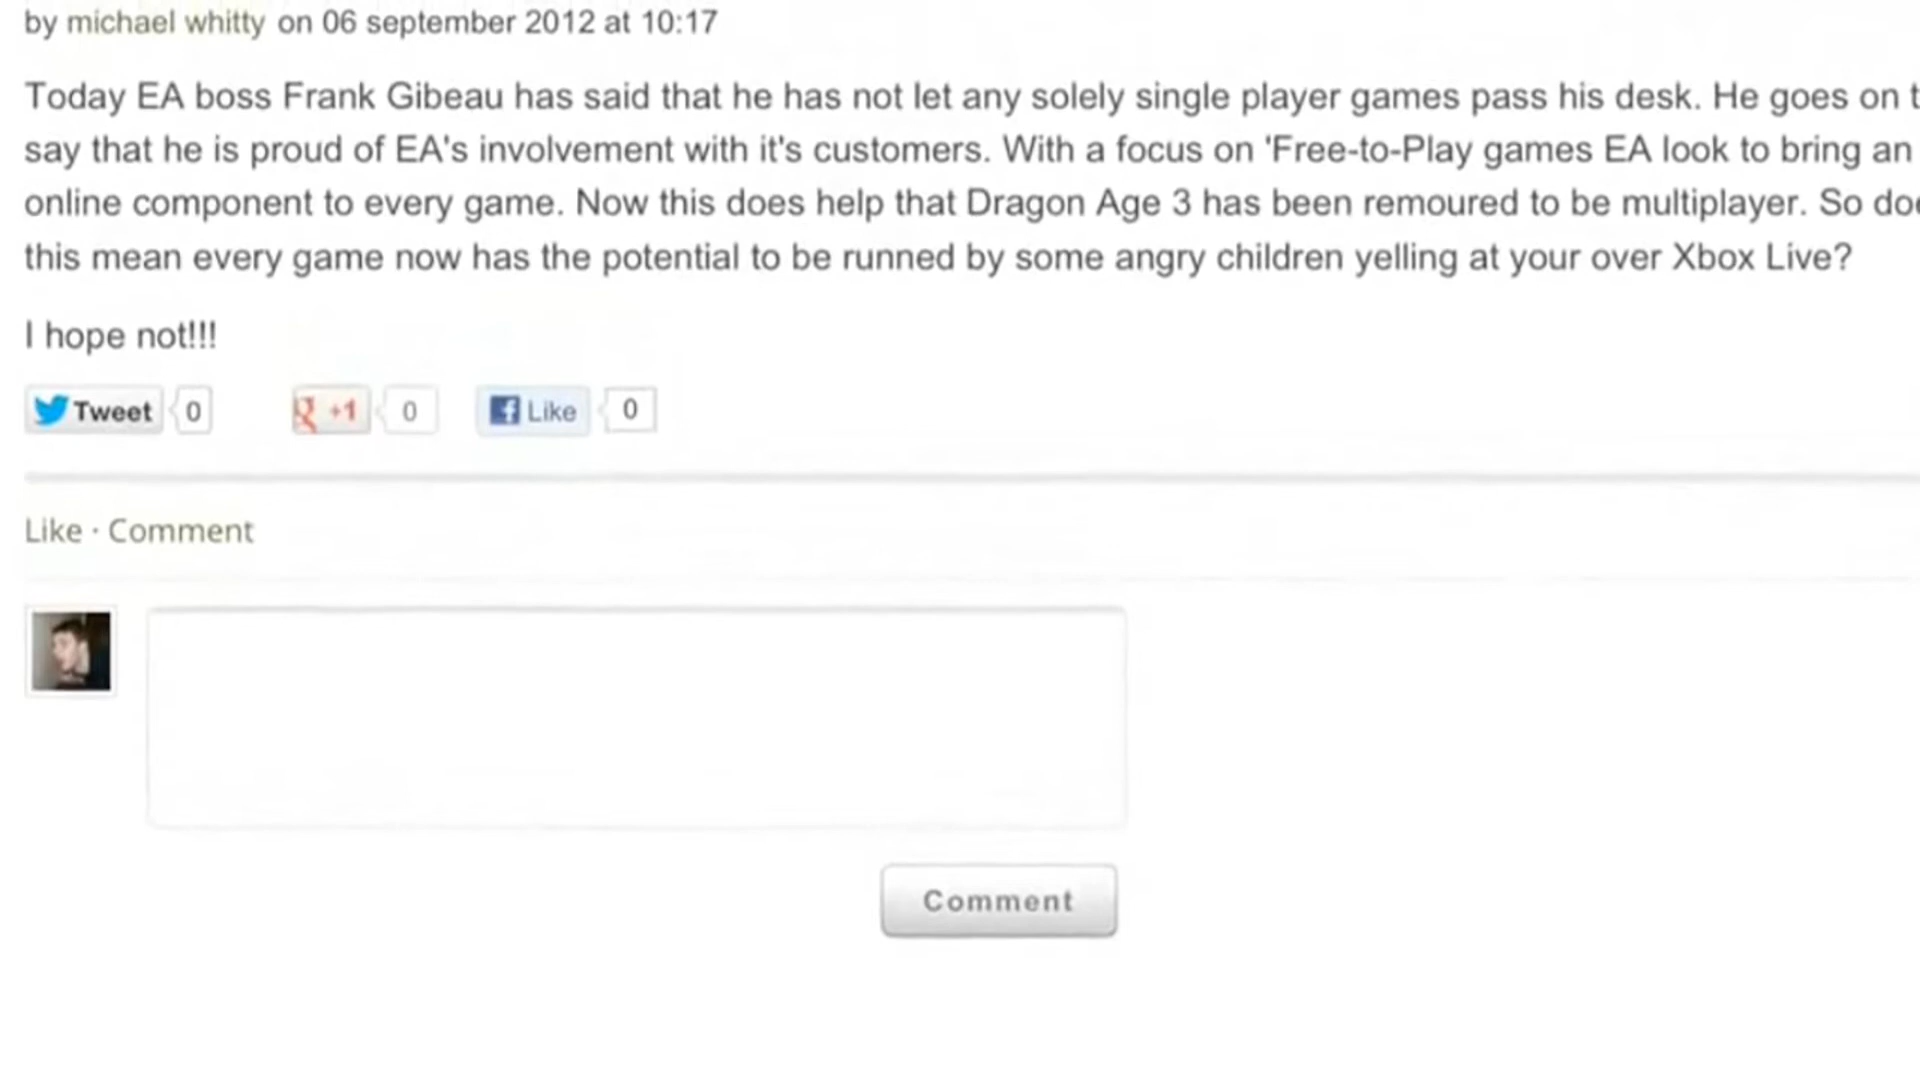 by michael whitty on 06 september 2012 at 10:17
Today EA boss Frank Gibeau has said that he has not let any solely single player games pass his desk. He goes on t
say that he is proud of EA's involvement with it's customers. With a focus on 'Free-to-Play games EA look to bring an
online component to every game. Now this does help that Dragon Age 3 has been remoured to be multiplayer. So doe
this mean every game now has the potential to be runned by some angry children yelling at your over Xbox Live?
I hope not!!!
Tweet 0 +1 0 Like 0
Like · Comment
Comment